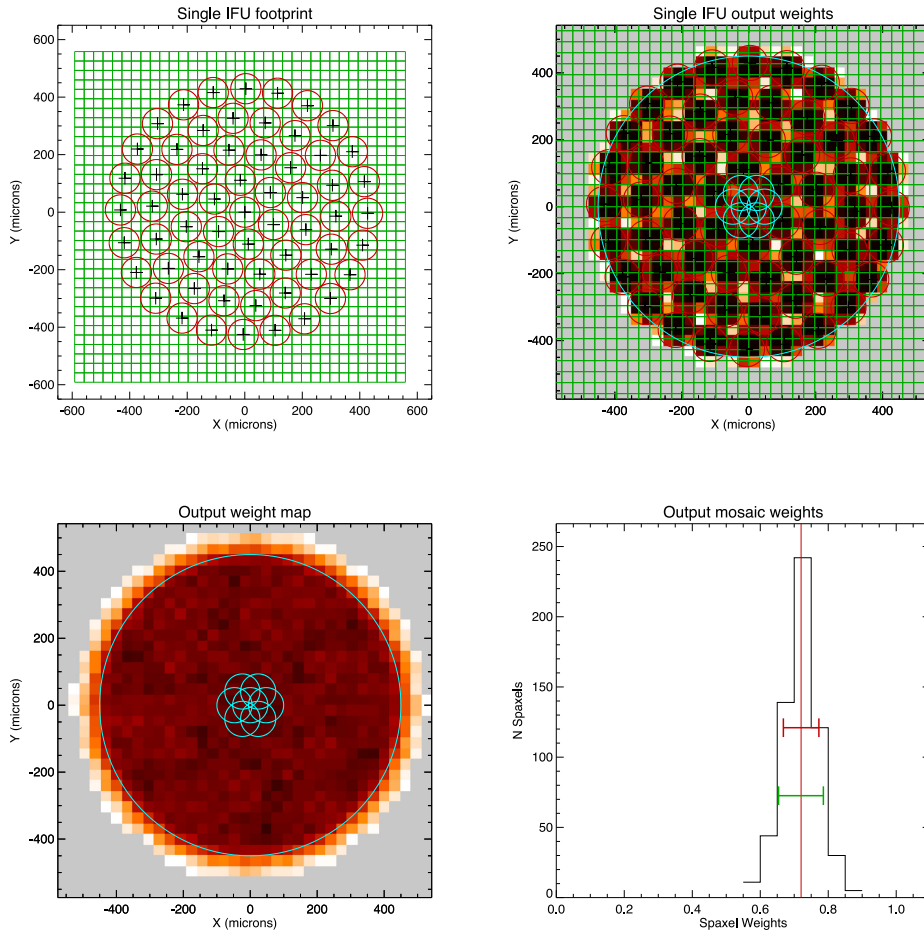 Single IFU footprint
600
400
200
0
-200
-400
-600
Y (microns)
-600 -400 -200 0 200 400 600
X (microns)
Single IFU output weights
400
200
0
-200
-400
Y (microns)
-400 -200 0 200 400
X (microns)
Output weight map
400
200
0
-200
-400
Y (microns)
-400 -200 0 200 400
X (microns)
Output mosaic weights
250
200
150
100
50
0
N Spaxels
0.0 0.2 0.4 0.6 0.8 1.0
Spaxel Weights